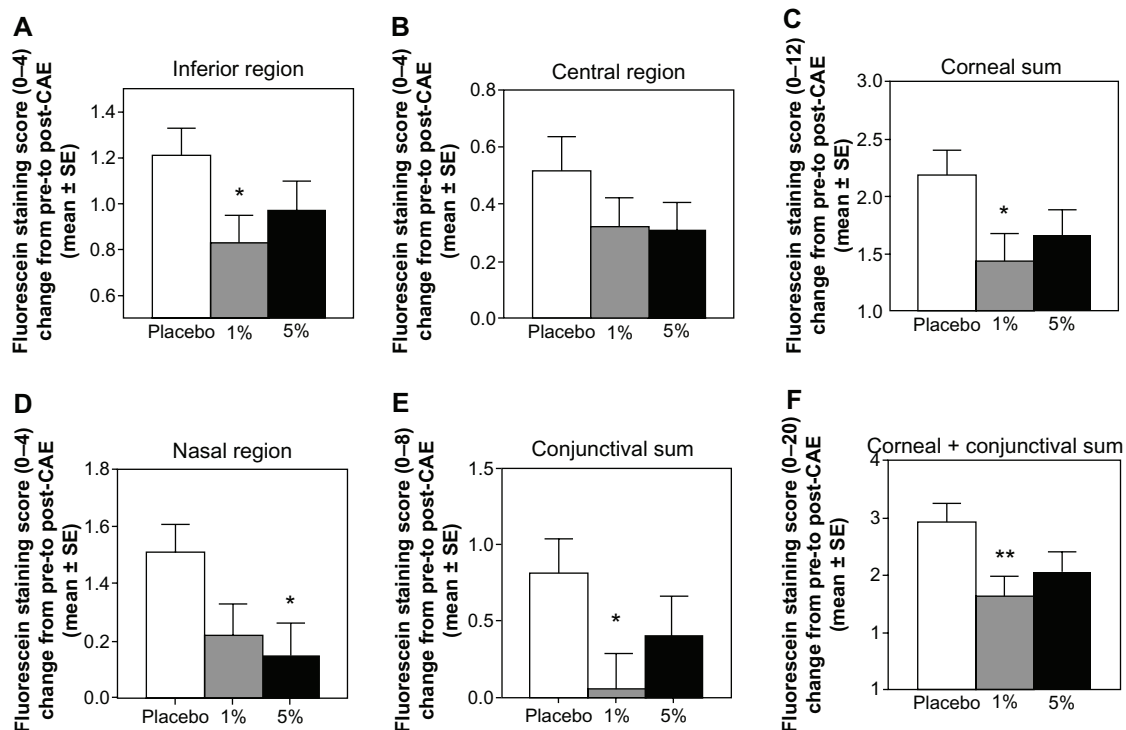 A
Fluorescein staining score (0–4)
change from pre-to post-CAE
(mean ± SE)
Inferior region
1.4
1.2
1.0
0.8
0.6
*
Placebo 1% 5%
B
Fluorescein staining score (0–4)
change from pre-to post-CAE
(mean ± SE)
Central region
0.8
0.6
0.4
0.2
0.0
Placebo 1% 5%
C
Fluorescein staining score (0–12)
change from pre-to post-CAE
(mean ± SE)
Corneal sum
3.0
2.5
2.0
1.5
1.0
*
Placebo 1% 5%
D
Fluorescein staining score (0–4)
change from pre-to post-CAE
(mean ± SE)
Nasal region
1.8
1.6
1.4
0.2
0.0
*
Placebo 1% 5%
E
Fluorescein staining score (0–8)
change from pre-to post-CAE
(mean ± SE)
Conjunctival sum
1.5
1.0
0.5
0.0
*
Placebo 1% 5%
F
Fluorescein staining score (0–20)
change from pre-to post-CAE
(mean ± SE)
Corneal + conjunctival sum
4
3
2
1
1
**
Placebo 1% 5%